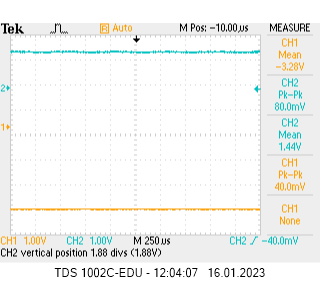 Tek Auto M Pos: -10.00µs MEASURE
CH1
Mean
-3.28V
CH2
Pk-Pk
80.0mV
CH2
Mean
1.44V
CH1
Pk-Pk
40.0mV
CH1
None
2
1
CH1 1.00V CH2 1.00V M 250µs CH2 -40.0mV
CH2 vertical position 1.88 divs (1.88V)
TDS 1002C-EDU - 12:04:07 16.01.2023